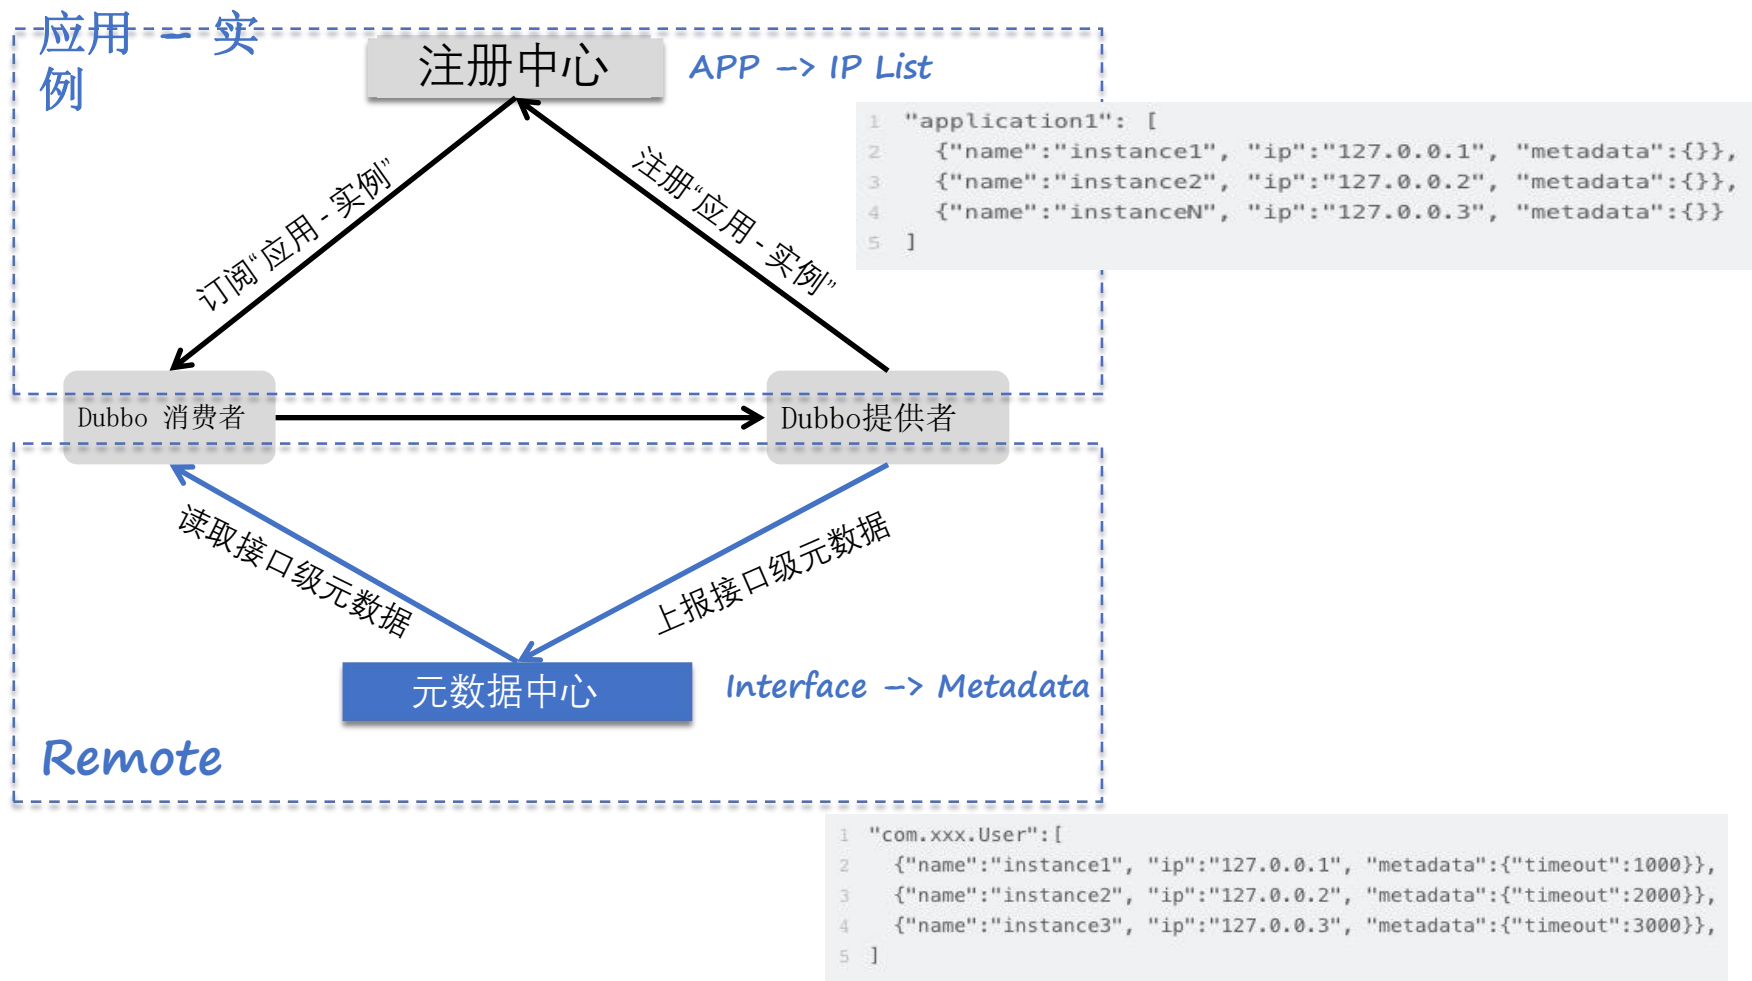 应用 – 实
例
注册中心
APP –> IP List
1 "application1": [
2 {"name":"instance1", "ip":"127.0.0.1", "metadata":{}},
3 {"name":"instance2", "ip":"127.0.0.2", "metadata":{}},
4 {"name":"instanceN", "ip":"127.0.0.3", "metadata":{}}
5 ]
订阅“应用 - 实例”
注册“应用 - 实例”
Dubbo 消费者
Dubbo提供者
读取接口级元数据
上报接口级元数据
元数据中心
Interface –> Metadata
Remote
1 "com.xxx.User":[
2 {"name":"instance1", "ip":"127.0.0.1", "metadata":{"timeout":1000}},
3 {"name":"instance2", "ip":"127.0.0.2", "metadata":{"timeout":2000}},
4 {"name":"instance3", "ip":"127.0.0.3", "metadata":{"timeout":3000}},
5 ]